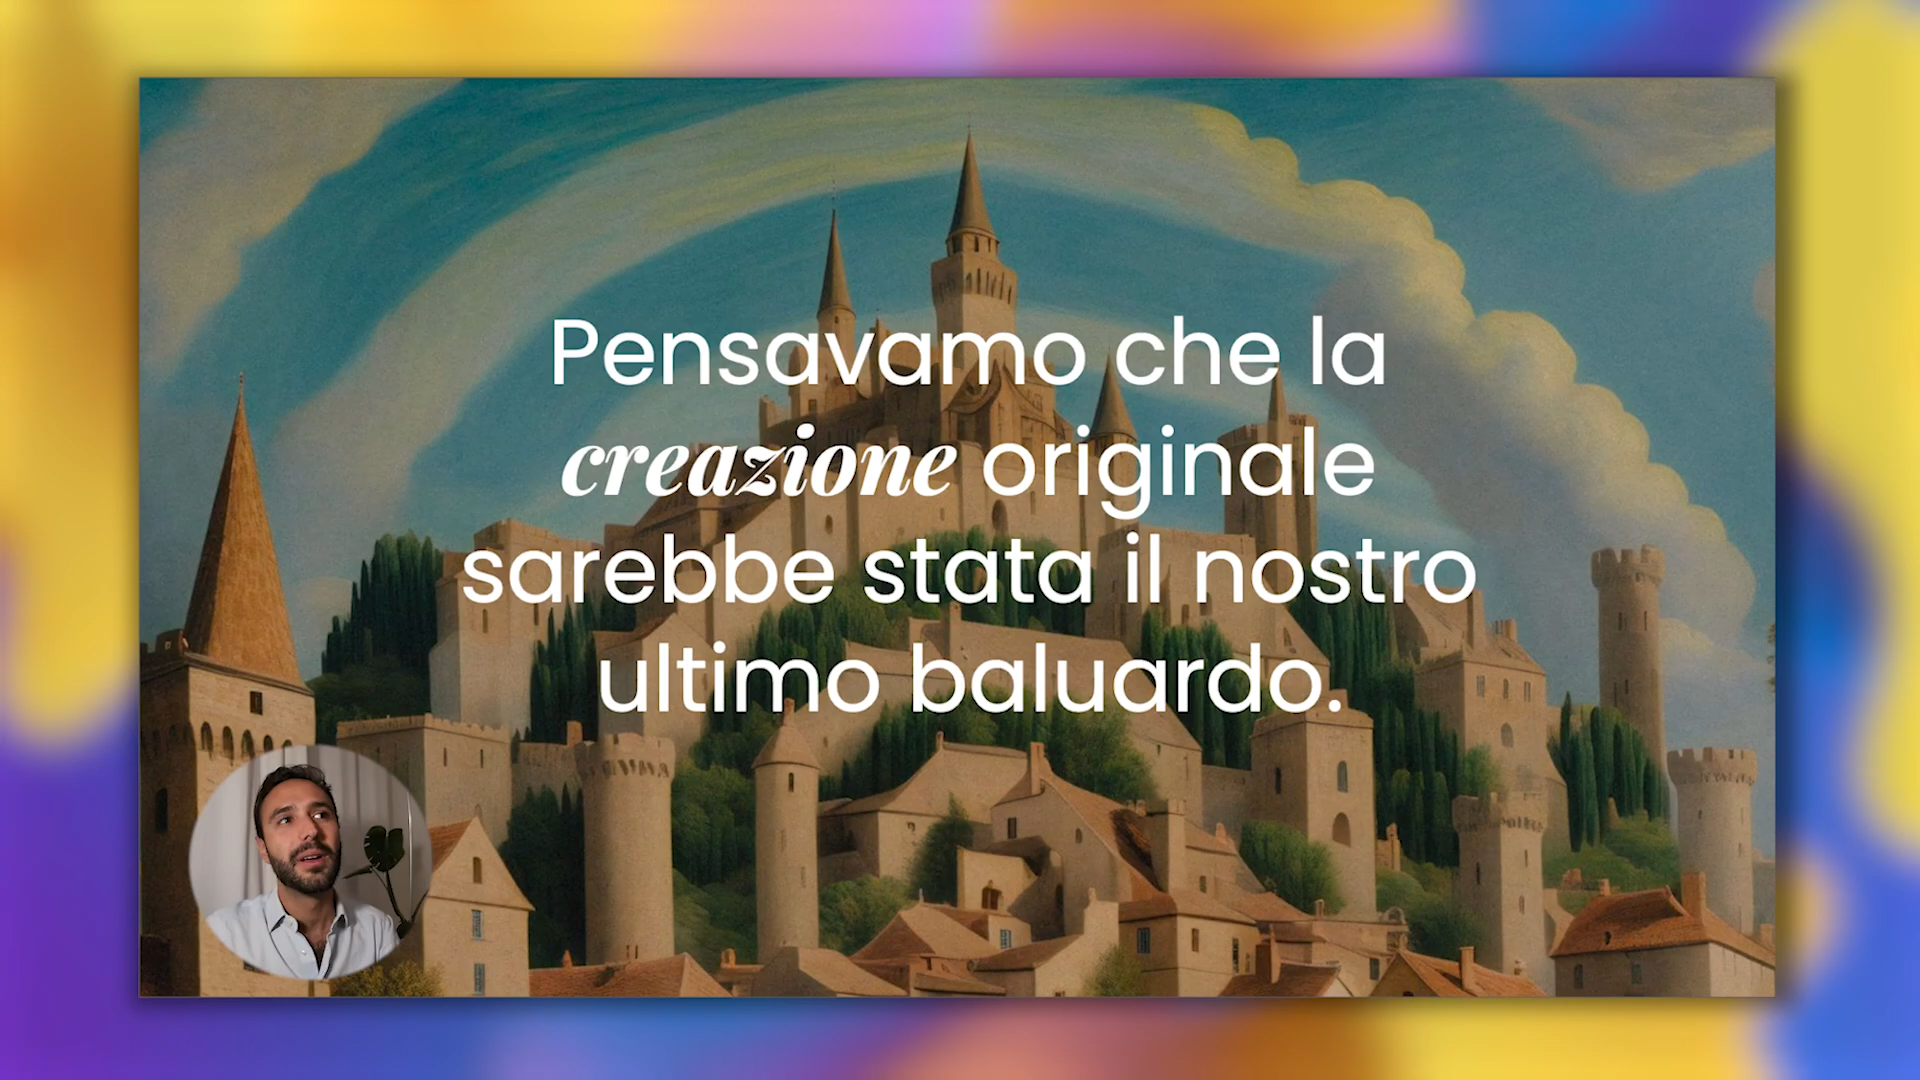 Pensavamo che la
creazione originale
sarebbe stata il nostro
ultimo baluardo.